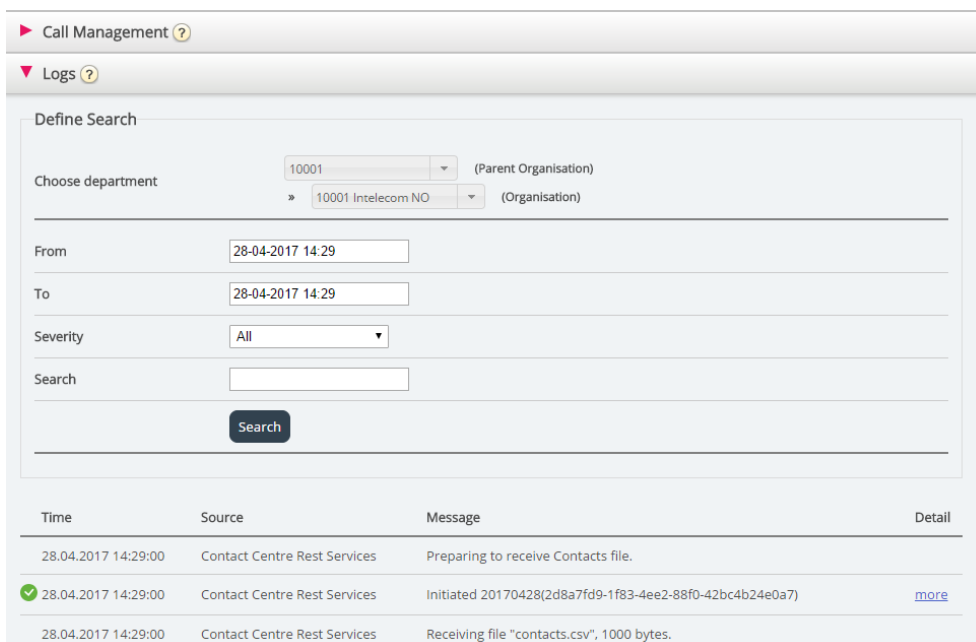 Call Management ?
Logs ?
Define Search
Choose department
10001 (Parent Organisation)
» 10001 Intelecom NO (Organisation)
From 28-04-2017 14:29
To 28-04-2017 14:29
Severity All
Search
Search
Time Source Message Detail
28.04.2017 14:29:00 Contact Centre Rest Services Preparing to receive Contacts file.
28.04.2017 14:29:00 Contact Centre Rest Services Initiated 20170428(2d8a7fd9-1f83-4ee2-88f0-42bc4b24e0a7) more
28.04.2017 14:29:00 Contact Centre Rest Services Receiving file "contacts.csv", 1000 bytes.